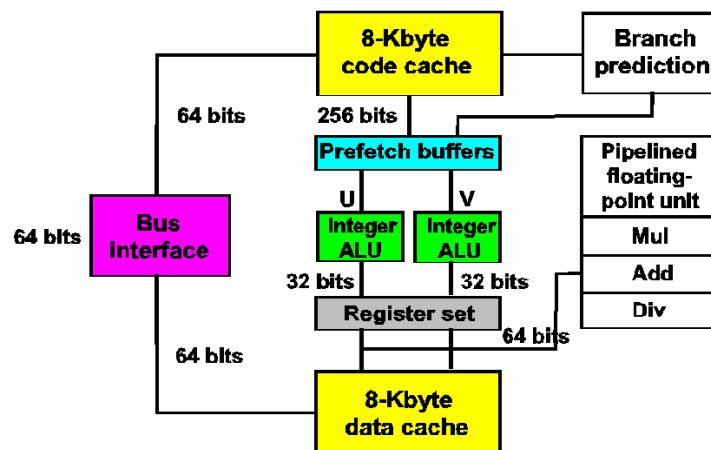 8-Kbyte
code cache
Branch
prediction
256 bits
64 bits
Prefetch buffers
Pipelined
floating-
point unit
U
V
Bus
interface
64 bits
Integer
ALU
Integer
ALU
Mul
Add
Div
32 bits
32 bits
Register set
64 bits
64 bits
8-Kbyte
data cache